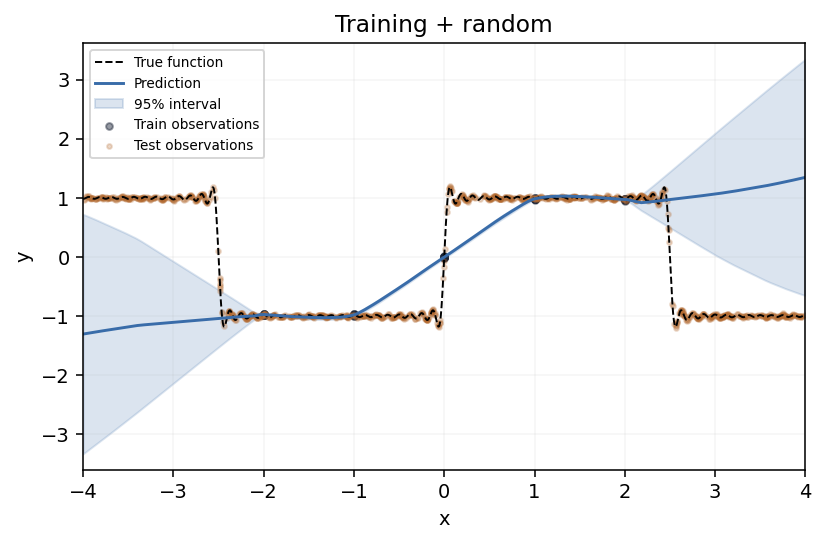 Training + random
True function
Prediction
95% interval
Train observations
Test observations
3
2
1
0
−1
−2
−3
y
−4
−3
−2
−1
0
1
2
3
4
x